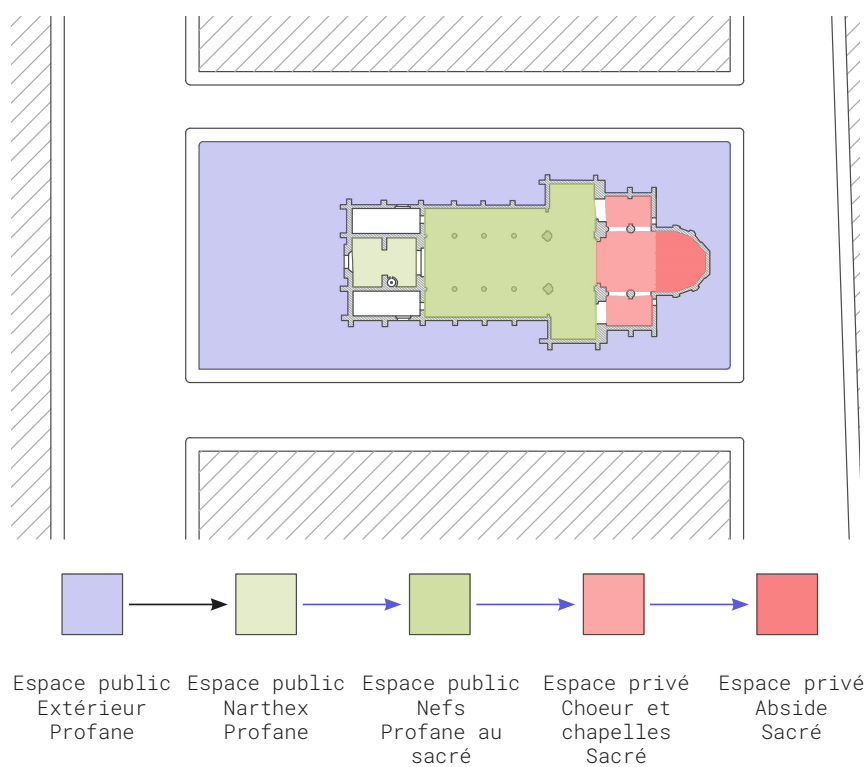 Espace public
Extérieur
Profane
Espace public
Narthex
Profane
Espace public
Nefs
Profane au
sacré
Espace privé
Choeur et
chapelles
Sacré
Espace privé
Abside
Sacré